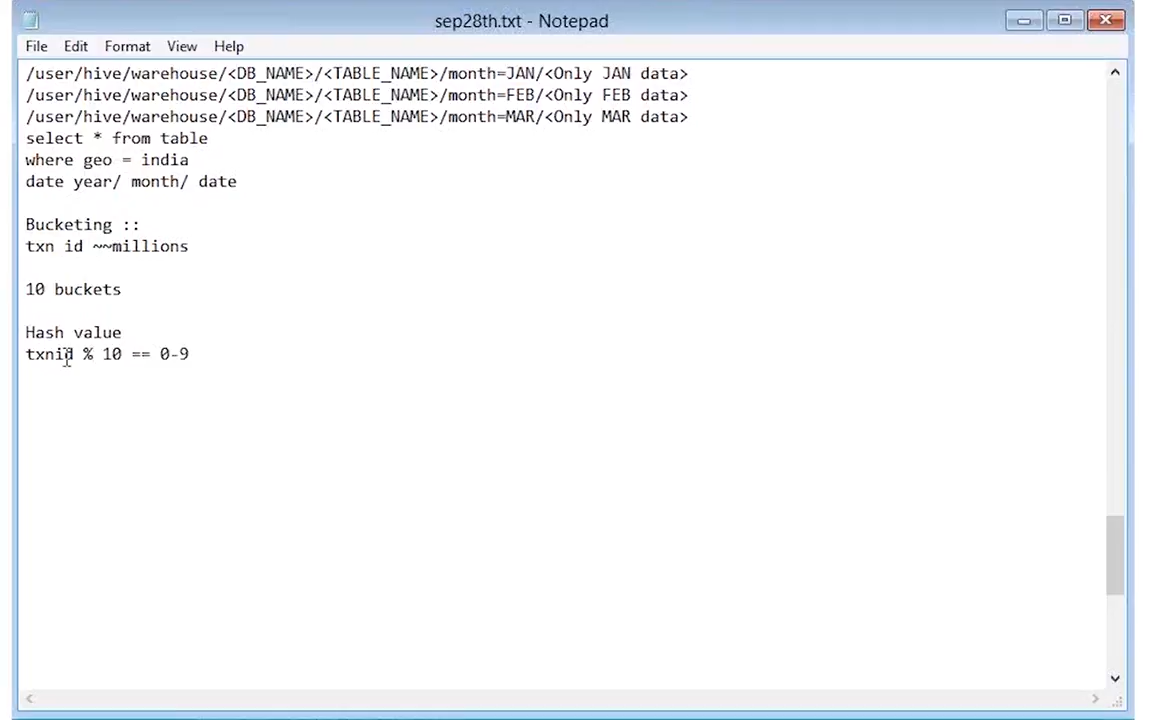 sep28th.txt - Notepad
File Edit Format View Help
/user/hive/warehouse/<DB_NAME>/<TABLE_NAME>/month=JAN/<Only JAN data>
/user/hive/warehouse/<DB_NAME>/<TABLE_NAME>/month=FEB/<Only FEB data>
/user/hive/warehouse/<DB_NAME>/<TABLE_NAME>/month=MAR/<Only MAR data>
select * from table
where geo = india
date year/ month/ date
Bucketing ::
txn id ~~millions
10 buckets
Hash value
txnid % 10 == 0-9